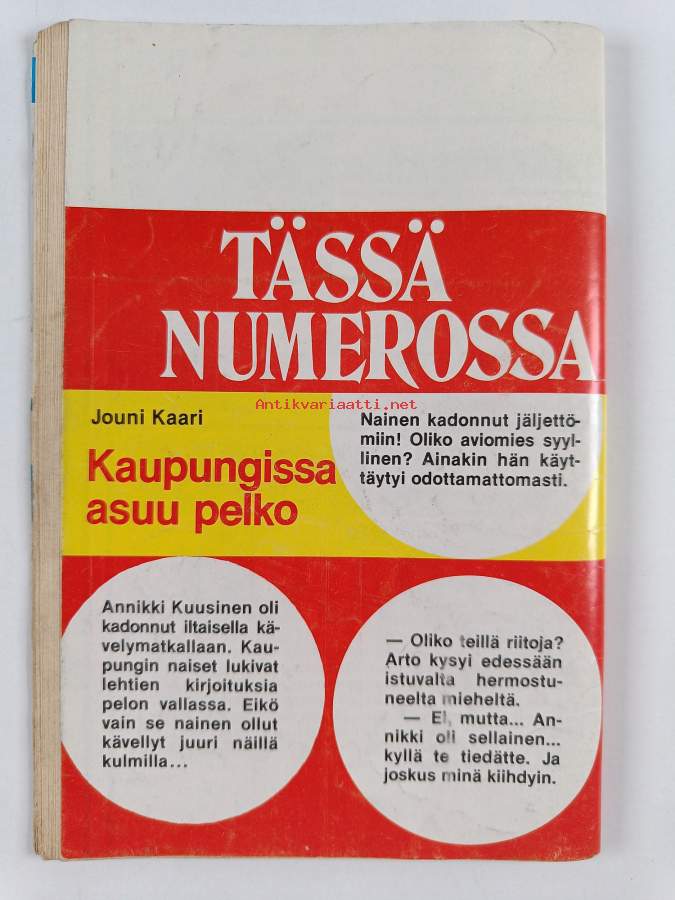 TÄSSÄ
NUMEROSSA
Antikvariaatti.net
Jouni Kaari
Kaupungissa
asuu pelko
Nainen kadonnut jäljettö-
miin! Oliko aviomies syyl-
linen? Ainakin hän käyt-
täytyi odottamattomasti.
Annikki Kuusinen oli
kadonnut iltaisella kä-
velymatkallaan. Kau-
pungin naiset lukivat
lehtien kirjoituksia
pelon vallassa. Eikö
vain se nainen ollut
kävellyt juuri näillä
kulmilla...
— Oliko teillä riitoja?
Arto kysyi edessään
istuvalta hermostu-
neelta mieheltä.
— Ei, mutta... An-
nikki oli sellainen...
kyllä te tiedätte. Ja
joskus minä kiihdyin.